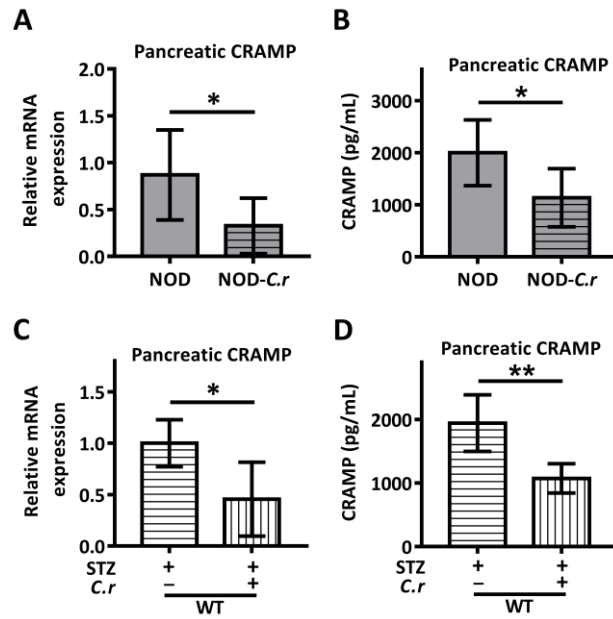 A
Pancreatic CRAMP
Relative mRNA
expression
2.0
1.5
1.0
0.5
0.0
*
NOD
NOD-C.r
B
Pancreatic CRAMP
CRAMP (pg/mL)
3000
2000
1000
0
*
NOD
NOD-C.r
C
Pancreatic CRAMP
Relative mRNA
expression
1.5
1.0
0.5
0.0
*
STZ + +
C.r – +
WT
D
Pancreatic CRAMP
CRAMP (pg/mL)
2000
1000
0
**
STZ + +
C.r – +
WT